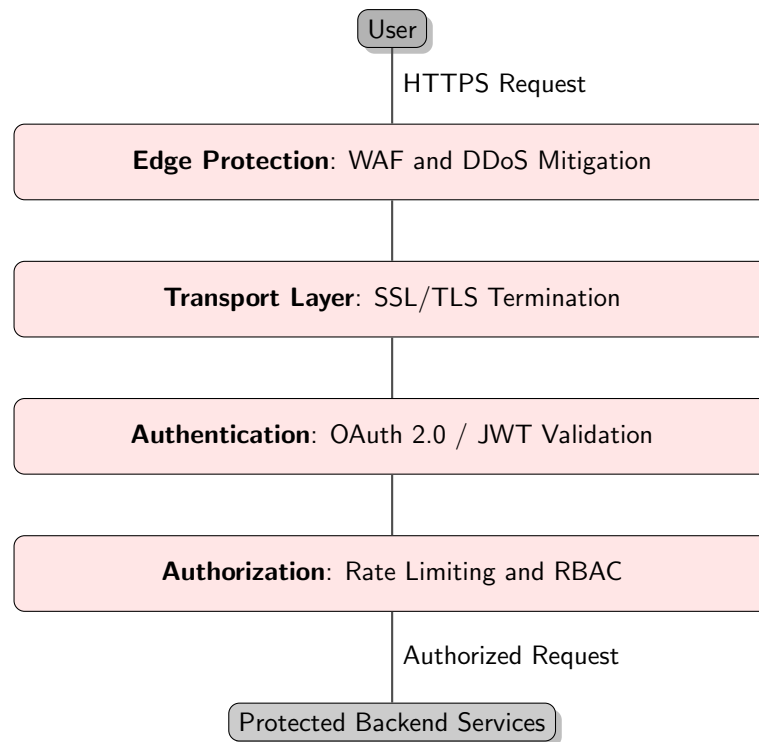 User
HTTPS Request
Edge Protection: WAF and DDoS Mitigation
Transport Layer: SSL/TLS Termination
Authentication: OAuth 2.0 / JWT Validation
Authorization: Rate Limiting and RBAC
Authorized Request
Protected Backend Services